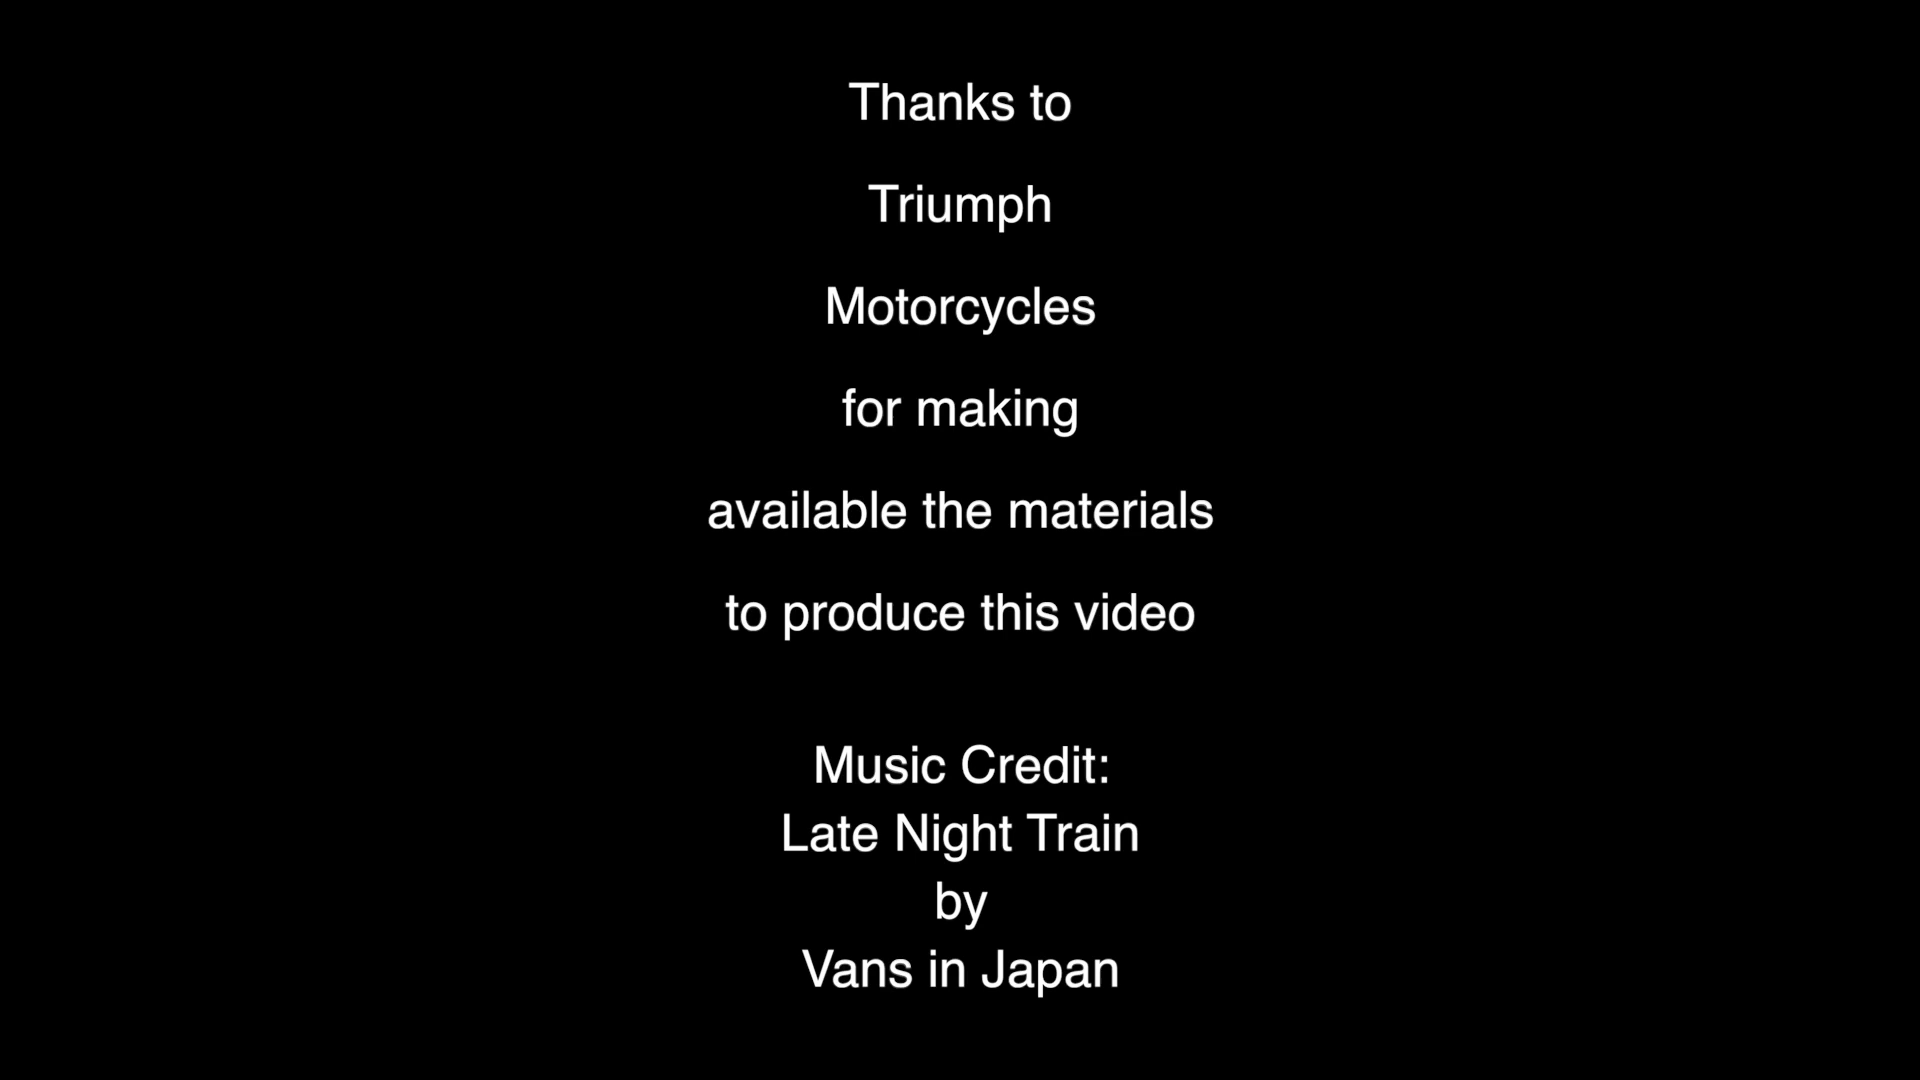 Thanks to
Triumph
Motorcycles
for making
available the materials
to produce this video
Music Credit:
Late Night Train
by
Vans in Japan